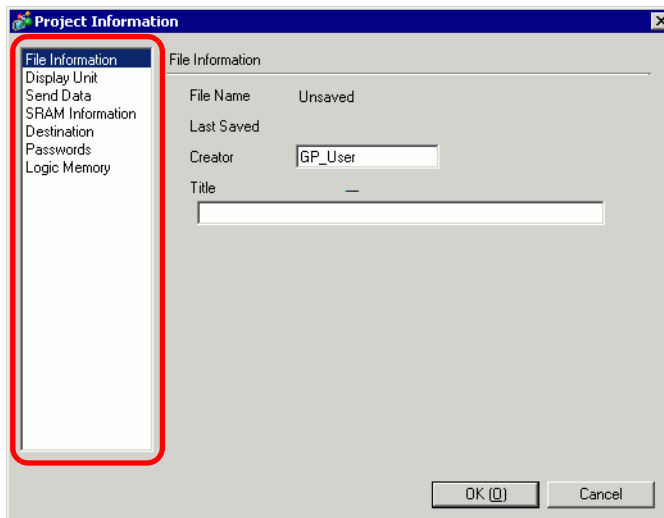 Project Information
File Information
Display Unit
Send Data
SRAM Information
Destination
Passwords
Logic Memory
File Information
File Name Unsaved
Last Saved
Creator GP_User
Title
OK (O) Cancel